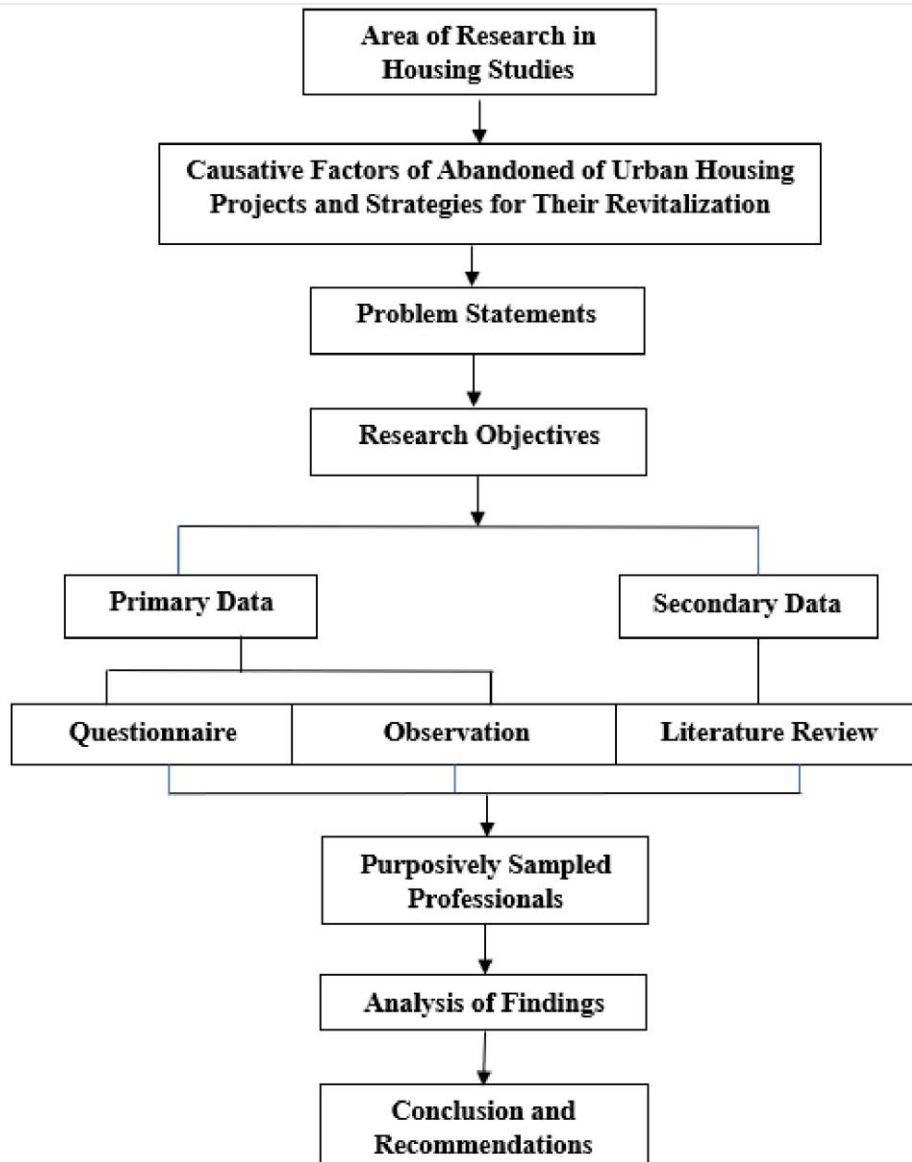 Area of Research in
Housing Studies
Causative Factors of Abandoned of Urban Housing
Projects and Strategies for Their Revitalization
Problem Statements
Research Objectives
Primary Data
Secondary Data
Questionnaire
Observation
Literature Review
Purposively Sampled
Professionals
Analysis of Findings
Conclusion and
Recommendations